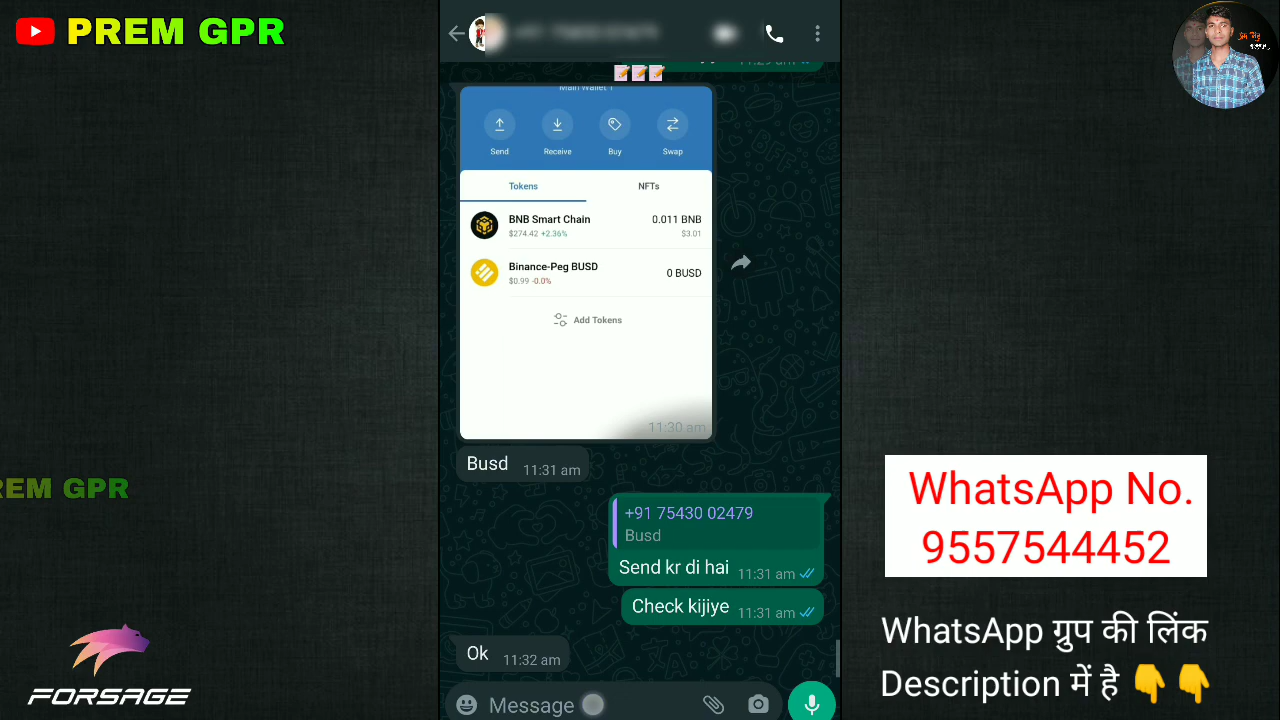 PREM GPR
11:29 am
Main Wallet 1
Send Receive Buy Swap
Tokens NFTs
BNB Smart Chain 0.011 BNB
$274.42 +2.36% $3.01
Binance-Peg BUSD 0 BUSD
$0.99 -0.0%
Add Tokens
11:30 am
Busd 11:31 am
+91 75430 02479
Busd
Send kr di hai 11:31 am
Check kijiye 11:31 am
Ok 11:32 am
Message
REM GPR
FORSAGE
WhatsApp No.
9557544452
WhatsApp ग्रुप की लिंक
Description में है 👇👇